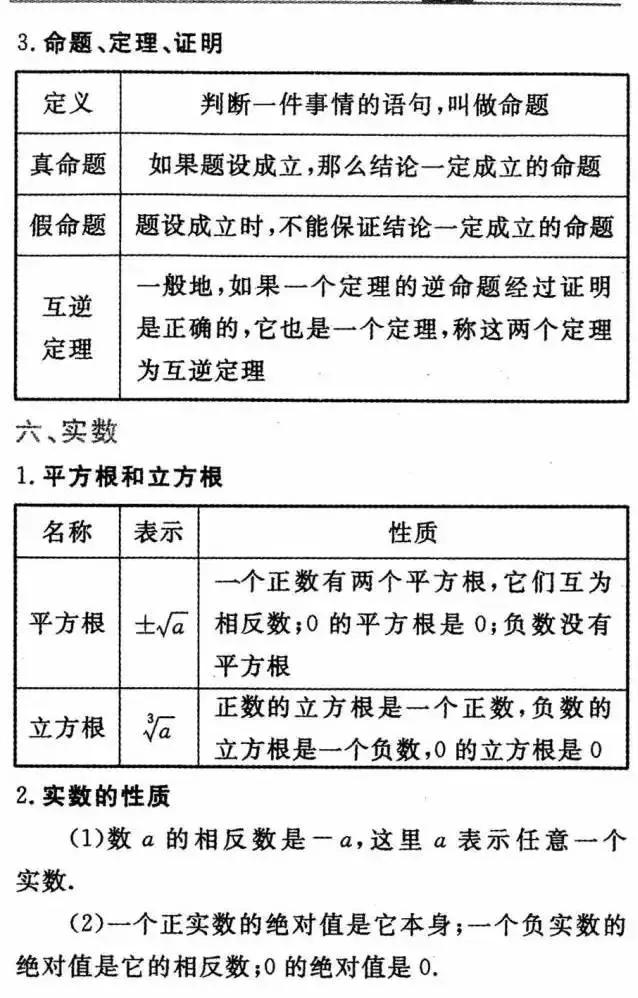 3. 命题、定理、证明
定义 判断一件事情的语句,叫做命题
真命题 如果题设成立,那么结论一定成立的命题
假命题 题设成立时,不能保证结论一定成立的命题
互逆
定理
一般地,如果一个定理的逆命题经过证明
是正确的,它也是一个定理,称这两个定理
为互逆定理
六、实数
1. 平方根和立方根
名称 表示 性质
平方根 ±√a
一个正数有两个平方根,它们互为
相反数;0 的平方根是 0;负数没有
平方根
立方根 ∛a
正数的立方根是一个正数,负数的
立方根是一个负数,0 的立方根是 0
2. 实数的性质
(1)数 a 的相反数是-a,这里 a 表示任意一个
实数.
(2)一个正实数的绝对值是它本身;一个负实数的
绝对值是它的相反数;0 的绝对值是 0.